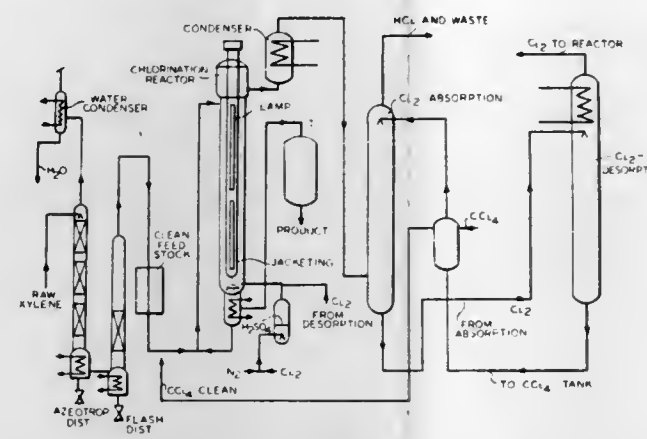 CONDENSER
HCL AND WASTE
CL2 TO REACTOR
CHLORINATION
REACTOR
WATER
CONDENSER
LAMP
CL2 ABSORPTION
CL2-
DESORPT
H2O
CCL4
PRODUCT
CLEAN
FEED
STOCK
JACKETING
RAW
XYLENE
CL2
FROM
DESORPTION
H2SO4
CL2
FROM
ABSORPTION
N2
CL2
CCL4 CLEAN
TO CCL4 TANK
AZEOTROP
DIST
FLASH
DIST